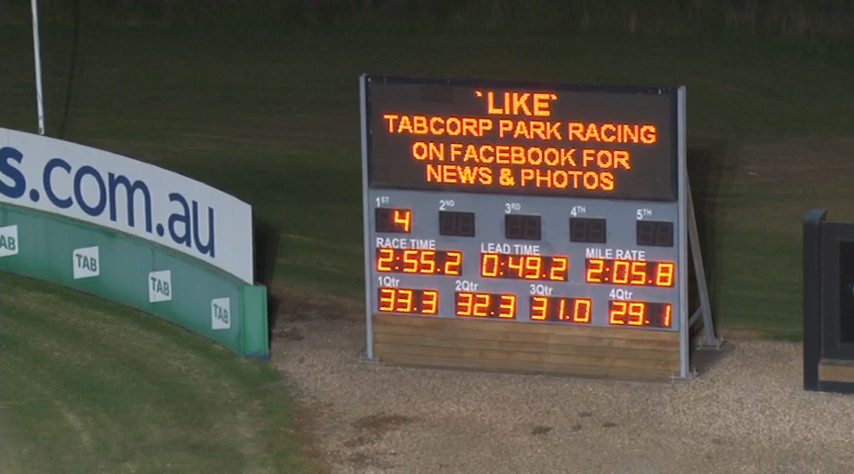 `LIKE`
TABCORP PARK RACING
ON FACEBOOK FOR
NEWS & PHOTOS
1ST 2ND 3RD 4TH 5TH
4
RACE TIME LEAD TIME MILE RATE
2:55.2 0:49.2 2:05.8
1Qtr 2Qtr 3Qtr 4Qtr
33.3 32.3 31.0 29.1
s.com.au
AB TAB TAB TAB